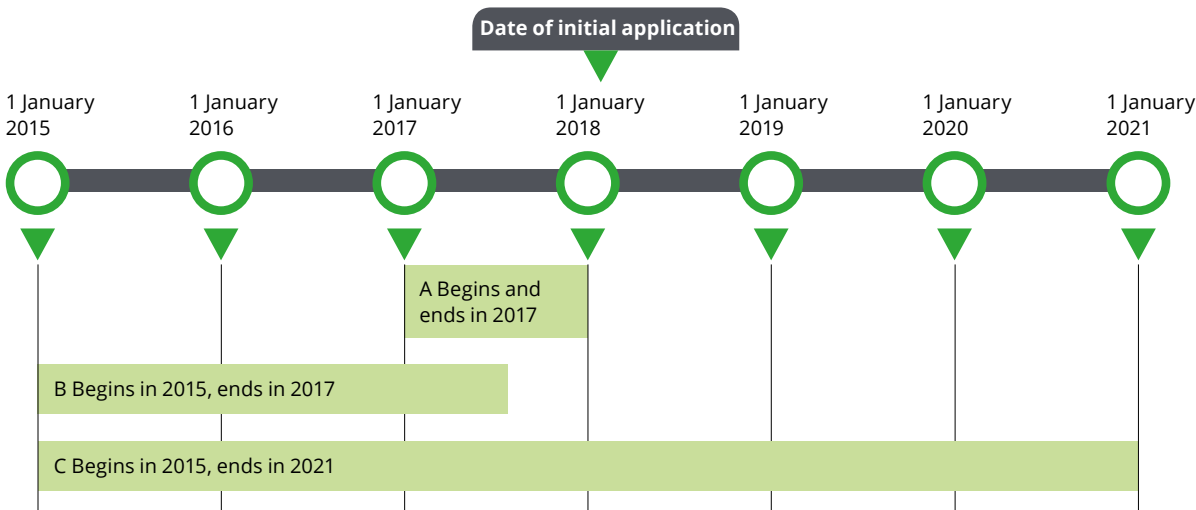 Date of initial application
1 January
2015
1 January
2016
1 January
2017
1 January
2018
1 January
2019
1 January
2020
1 January
2021
A Begins and
ends in 2017
B Begins in 2015, ends in 2017
C Begins in 2015, ends in 2021